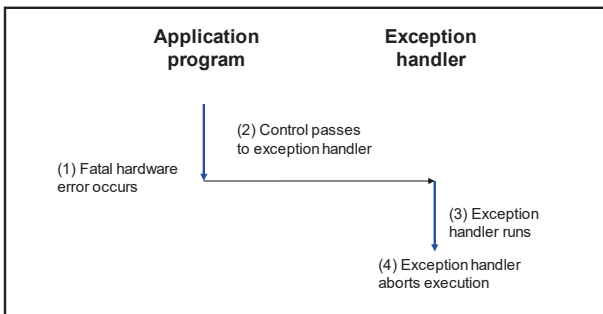 Application
program
Exception
handler
(2) Control passes
to exception handler
(1) Fatal hardware
error occurs
(3) Exception
handler runs
(4) Exception handler
aborts execution